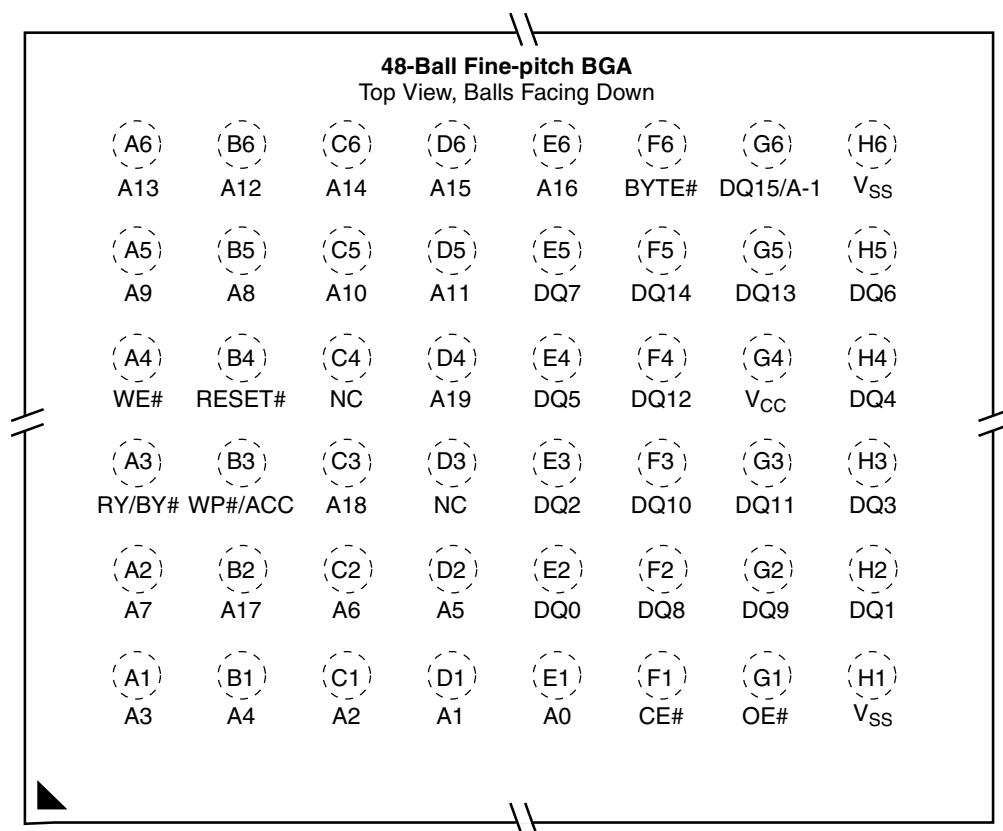 48-Ball Fine-pitch BGA
Top View, Balls Facing Down
A6 B6 C6 D6 E6 F6 G6 H6
A13 A12 A14 A15 A16 BYTE# DQ15/A-1 VSS
A5 B5 C5 D5 E5 F5 G5 H5
A9 A8 A10 A11 DQ7 DQ14 DQ13 DQ6
A4 B4 C4 D4 E4 F4 G4 H4
WE# RESET# NC A19 DQ5 DQ12 VCC DQ4
A3 B3 C3 D3 E3 F3 G3 H3
RY/BY# WP#/ACC A18 NC DQ2 DQ10 DQ11 DQ3
A2 B2 C2 D2 E2 F2 G2 H2
A7 A17 A6 A5 DQ0 DQ8 DQ9 DQ1
A1 B1 C1 D1 E1 F1 G1 H1
A3 A4 A2 A1 A0 CE# OE# VSS